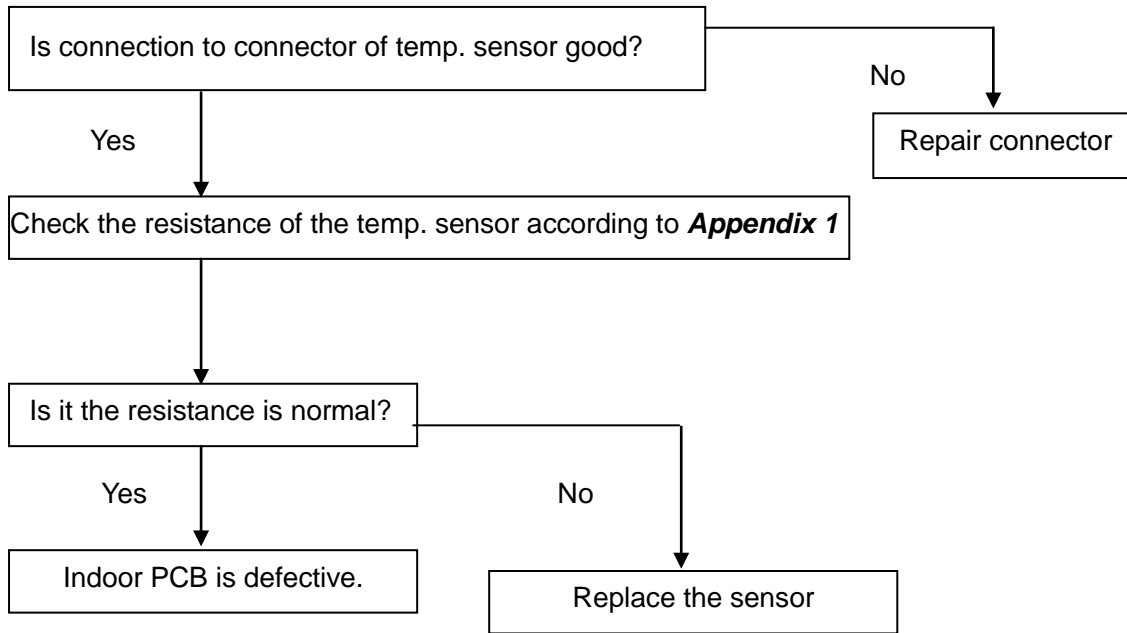 Is connection to connector of temp. sensor good?
No
Yes
Repair connector
Check the resistance of the temp. sensor according to Appendix 1
Is it the resistance is normal?
Yes
No
Indoor PCB is defective.
Replace the sensor